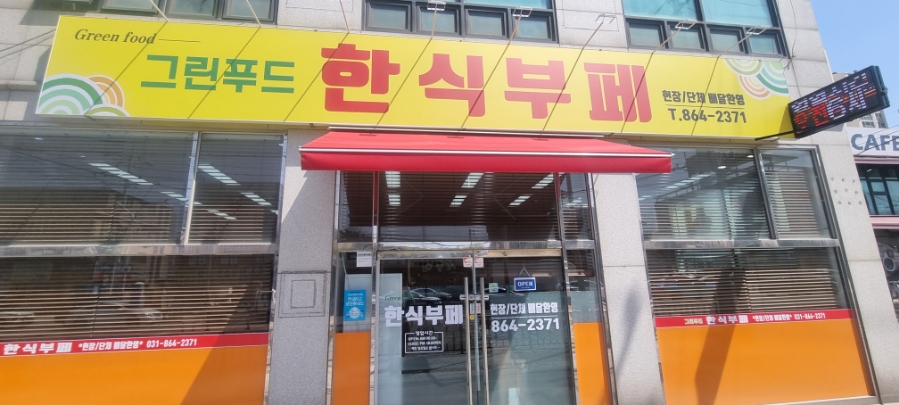 Green food
그린푸드
한식부페
현장/단체 배달환영
T.864-2371
CAFE
OPEN
한식부페
현장/단체 배달환영
864-2371
한식부페 *현장/단체 배달환영* 031-864-2371
그린푸드 한식부페 *현장/단체 배달환영* 031-864-2371